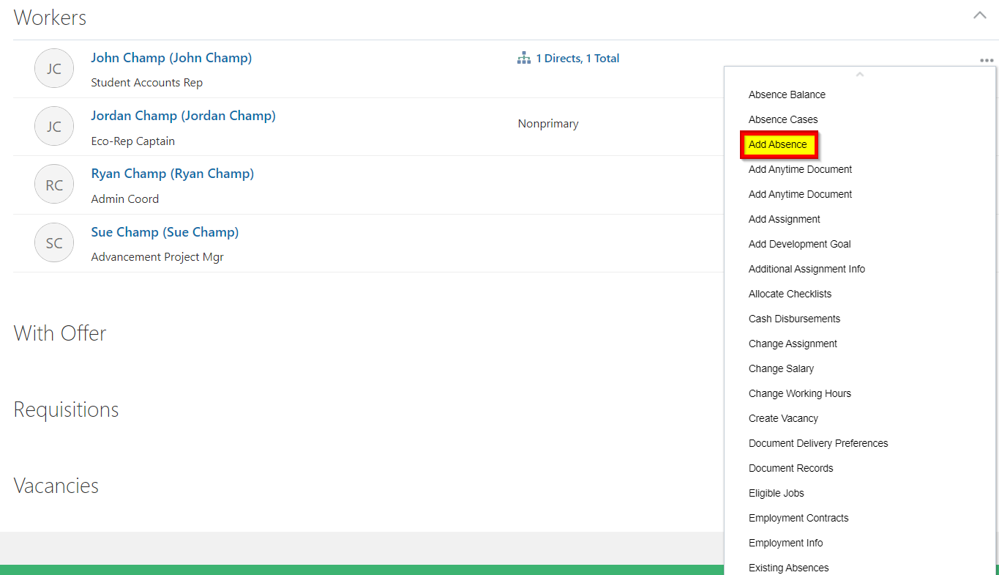 Workers
JC
John Champ (John Champ)
1 Directs, 1 Total
Student Accounts Rep
JC
Jordan Champ (Jordan Champ)
Nonprimary
Eco-Rep Captain
RC
Ryan Champ (Ryan Champ)
Admin Coord
SC
Sue Champ (Sue Champ)
Advancement Project Mgr
With Offer
Requisitions
Vacancies
Absence Balance
Absence Cases
Add Absence
Add Anytime Document
Add Anytime Document
Add Assignment
Add Development Goal
Additional Assignment Info
Allocate Checklists
Cash Disbursements
Change Assignment
Change Salary
Change Working Hours
Create Vacancy
Document Delivery Preferences
Document Records
Eligible Jobs
Employment Contracts
Employment Info
Existing Absences